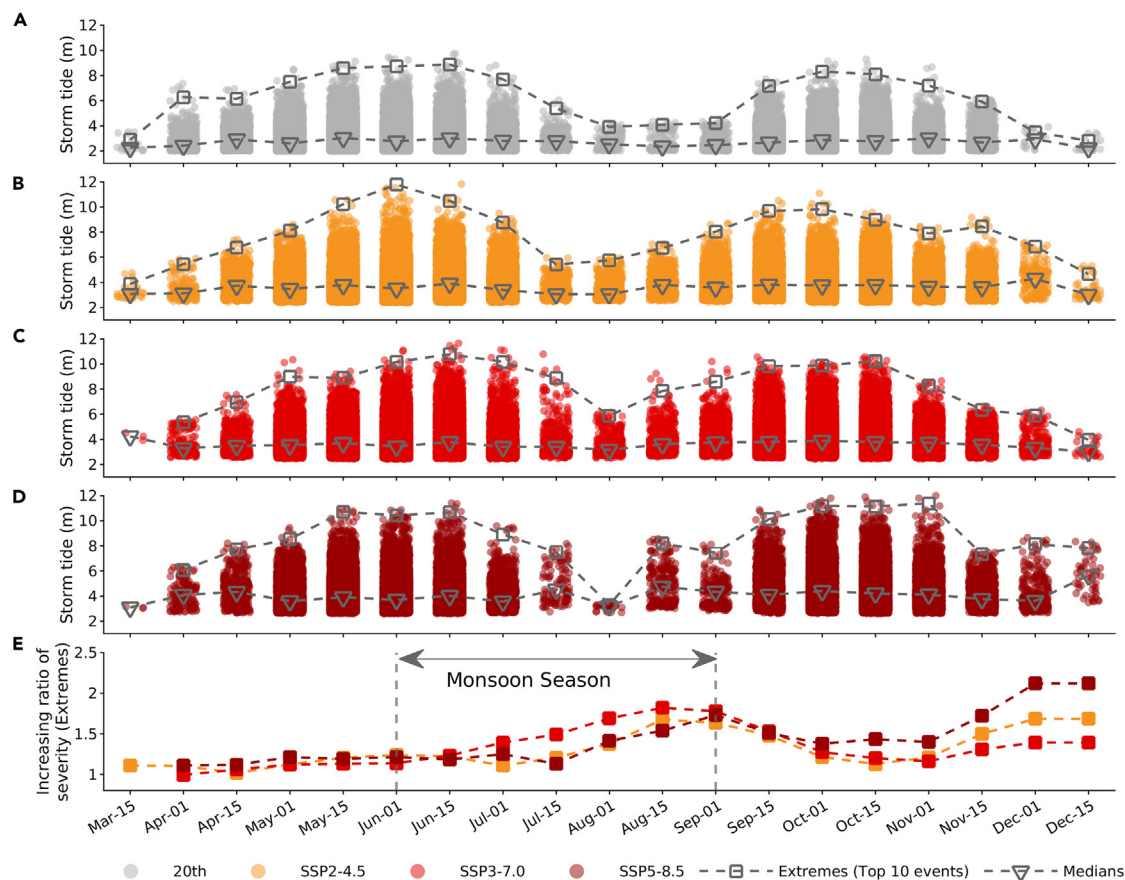 A
Storm tide (m)
12
10
8
6
4
2
B
Storm tide (m)
12
10
8
6
4
2
C
Storm tide (m)
12
10
8
6
4
2
D
Storm tide (m)
12
10
8
6
4
2
E
Increasing ratio of
severity (Extremes)
2.5
2
1.5
1
Monsoon Season
Mar-15 Apr-01 Apr-15 May-01 May-15 Jun-01 Jun-15 Jul-01 Jul-15 Aug-01 Aug-15 Sep-01 Sep-15 Oct-01 Oct-15 Nov-01 Nov-15 Dec-01 Dec-15
20th SSP2-4.5 SSP3-7.0 SSP5-8.5 Extremes (Top 10 events) Medians